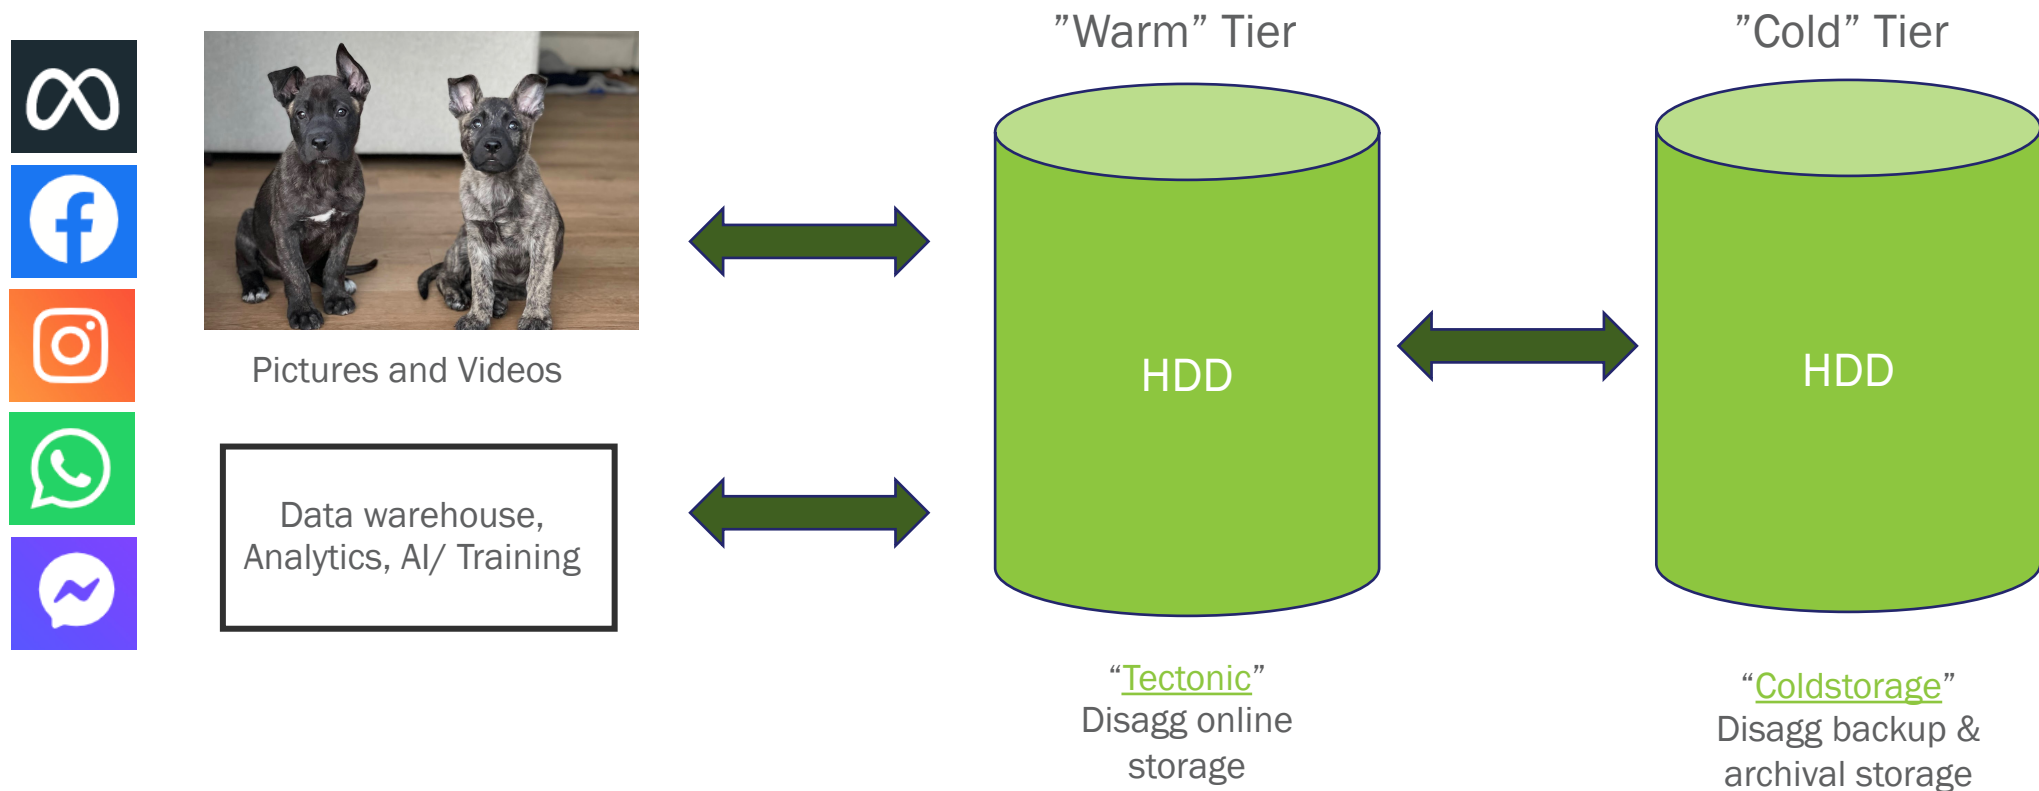 ”Warm” Tier
”Cold” Tier
Pictures and Videos
Data warehouse,
Analytics, AI/ Training
HDD
HDD
“Tectonic”
Disagg online
storage
“Coldstorage”
Disagg backup &
archival storage